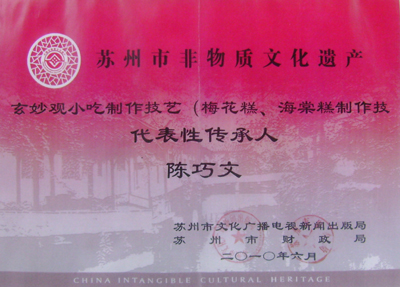 苏州市非物质文化遗产
玄妙观小吃制作技艺（梅花糕、海棠糕制作技
代表性传承人
陈巧文
苏州市文化广播电视新闻出版局
苏州市财政局
二〇一〇年六月
CHINA INTANGIBLE CULTURAL HERITAGE